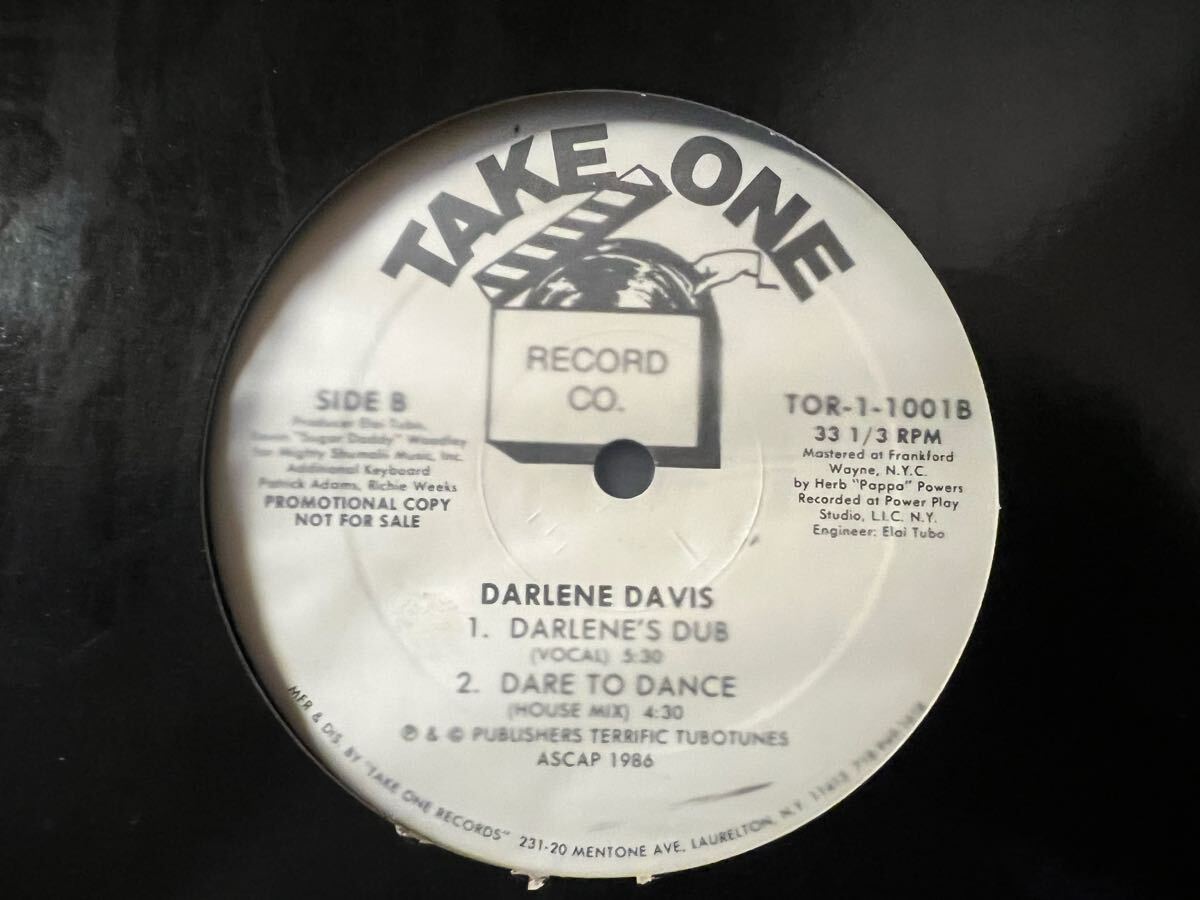 TAKE ONE
RECORD
CO.
SIDE B
Producer Elai Tubo,
"Sugar Daddy" Woodley
for Mighty Shamain Music, Inc.
Additional Keyboard
Patrick Adams, Richie Weeks
PROMOTIONAL COPY
NOT FOR SALE
TOR-1-1001B
33 1/3 RPM
Mastered at Frankford
Wayne, N.Y.C.
by Herb "Pappa" Powers
Recorded at Power Play
Studio, L.I.C. N.Y.
Engineer: Elai Tubo
DARLENE DAVIS
1. DARLENE'S DUB
(VOCAL) 5:30
2. DARE TO DANCE
(HOUSE MIX) 4:30
℗ & © PUBLISHERS TERRIFIC TUBOTUNES
ASCAP 1986
MFR & DIS. BY "TAKE ONE RECORDS" 231-20 MENTONE AVE. LAURELTON, N.Y. 11413 718